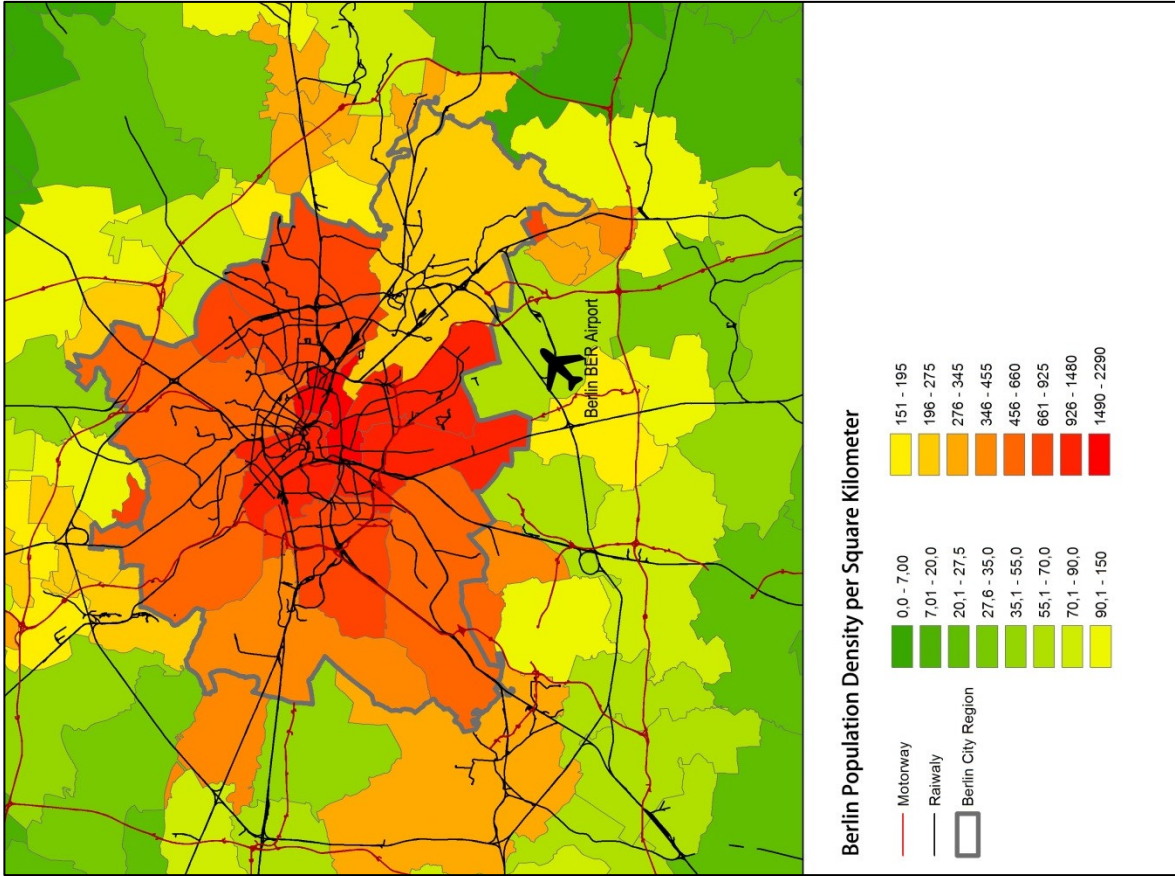 Berlin BER Airport
Berlin Population Density per Square Kilometer
Motorway
Raiwaly
Berlin City Region
0,0 - 7,00
7,01 - 20,0
20,1 - 27,5
27,6 - 35,0
35,1 - 55,0
55,1 - 70,0
70,1 - 90,0
90,1 - 150
151 - 195
196 - 275
276 - 345
346 - 455
456 - 660
661 - 925
926 - 1480
1490 - 2290